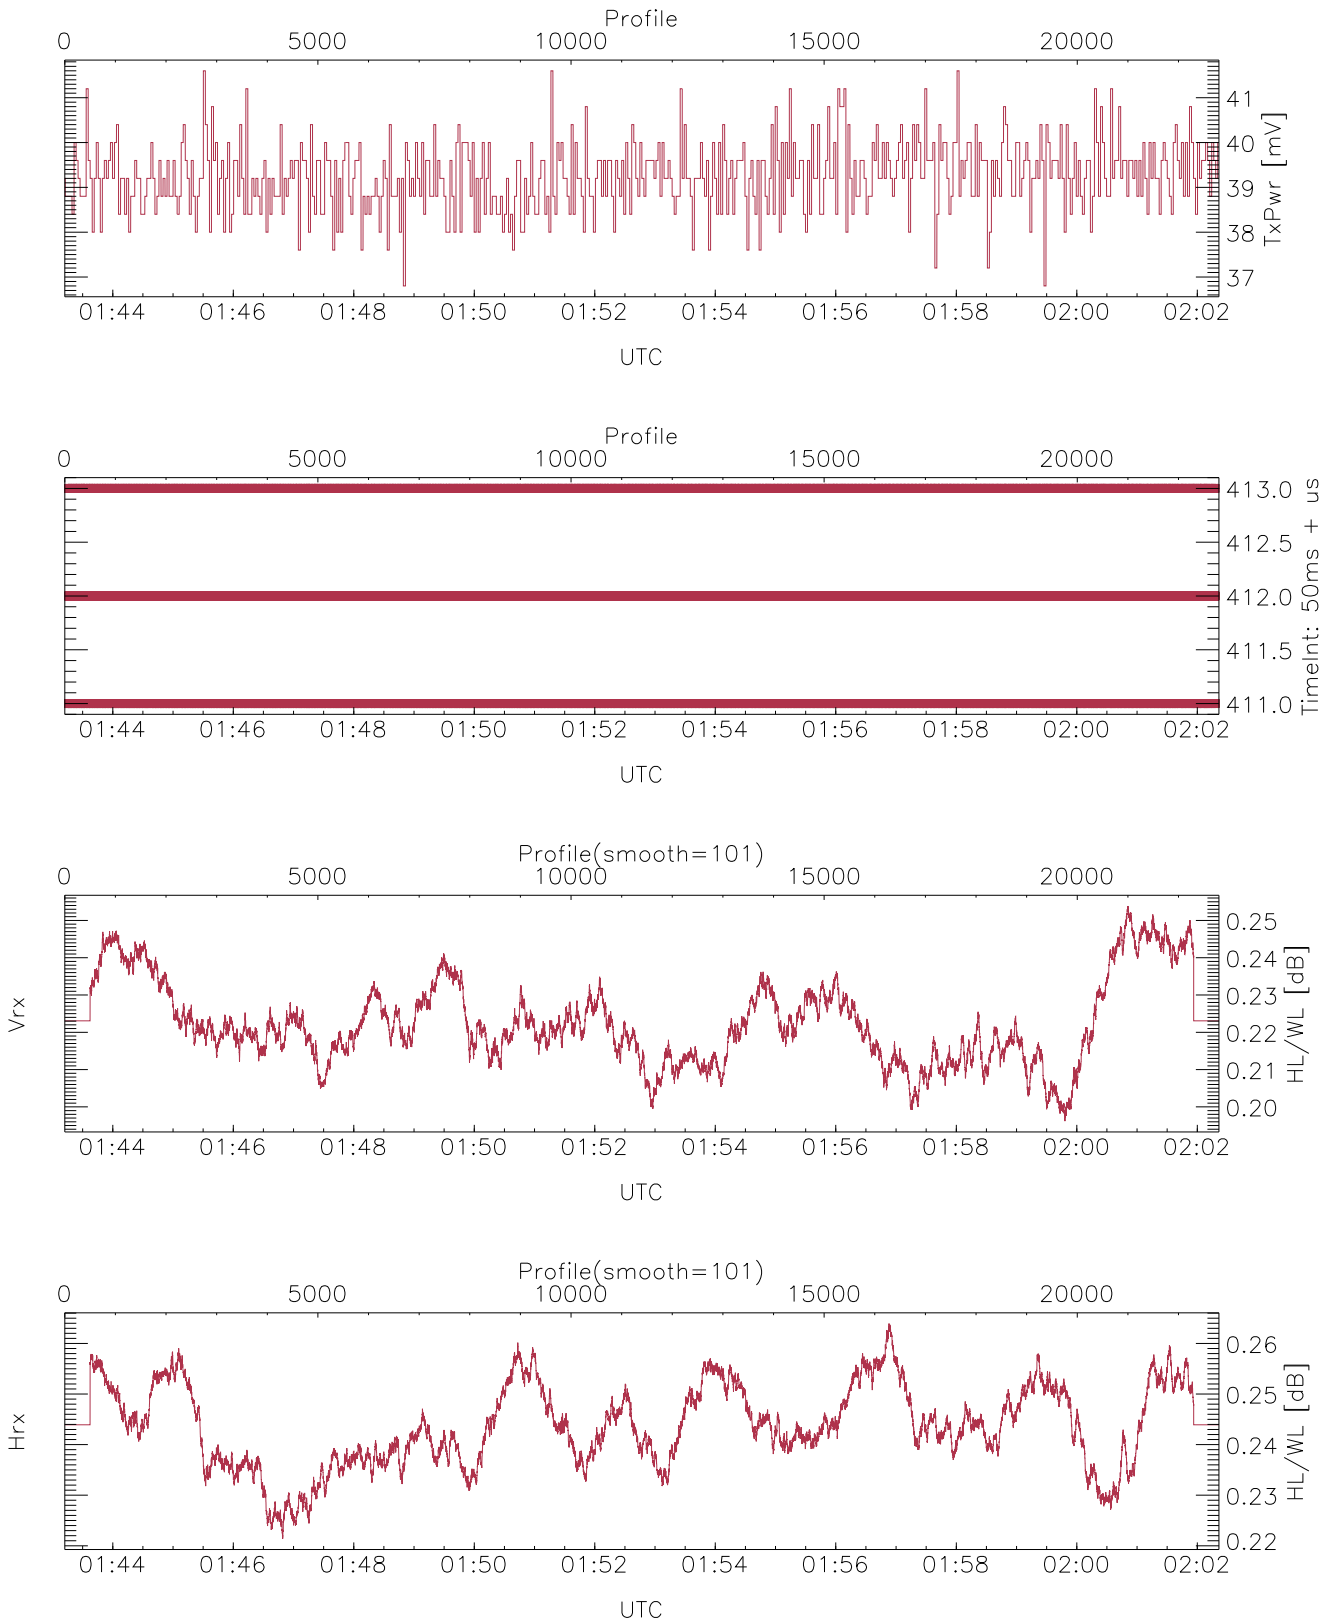 Profile
0 5000 10000 15000 20000
41
40
39
38
37
TxPwr [mV]
01:44 01:46 01:48 01:50 01:52 01:54 01:56 01:58 02:00 02:02
UTC
Profile
0 5000 10000 15000 20000
413.0
412.5
412.0
411.5
411.0
TimeInt: 50ms + us
01:44 01:46 01:48 01:50 01:52 01:54 01:56 01:58 02:00 02:02
UTC
Profile(smooth=101)
0 5000 10000 15000 20000
Vrx
0.25
0.24
0.23
0.22
0.21
0.20
HL/WL [dB]
01:44 01:46 01:48 01:50 01:52 01:54 01:56 01:58 02:00 02:02
UTC
Profile(smooth=101)
0 5000 10000 15000 20000
Hrx
0.26
0.25
0.24
0.23
0.22
HL/WL [dB]
01:44 01:46 01:48 01:50 01:52 01:54 01:56 01:58 02:00 02:02
UTC